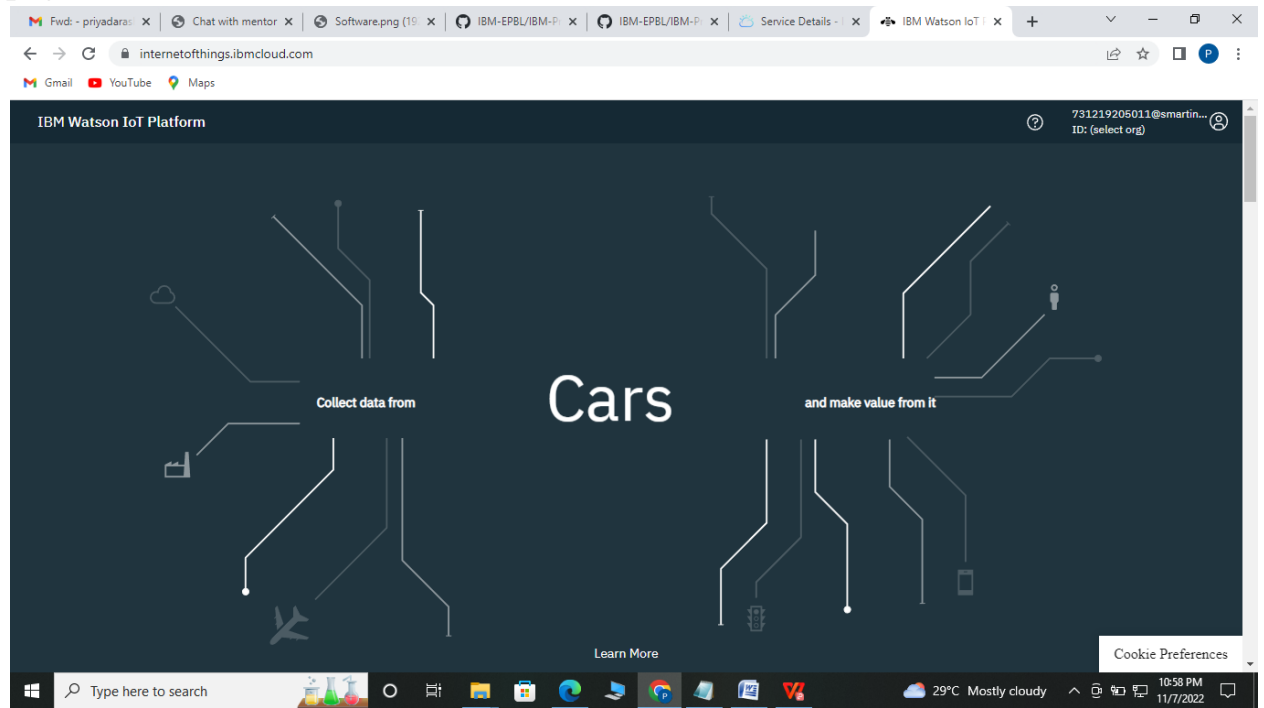 Fwd: - priyadaras
Chat with mentor
Software.png (19
IBM-EPBL/IBM-P
IBM-EPBL/IBM-P
Service Details -
IBM Watson IoT P
internetofthings.ibmcloud.com
P
Gmail
YouTube
Maps
IBM Watson IoT Platform
731219205011@smartin...
ID: (select org)
Collect data from
Cars
and make value from it
Learn More
Cookie Preferences
Type here to search
29°C Mostly cloudy
10:58 PM
11/7/2022